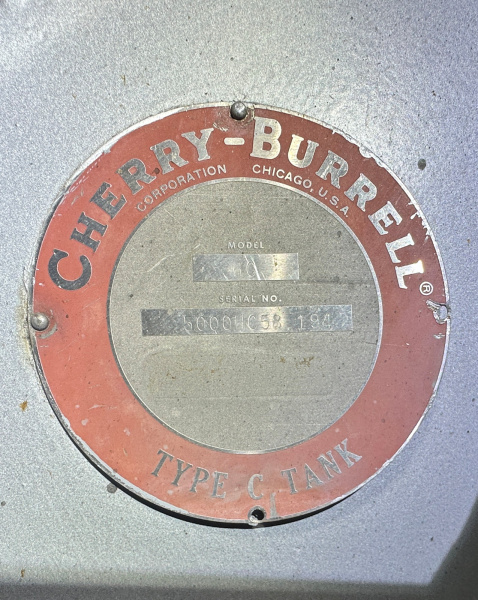 CHERRY-BURRELL®
CORPORATION CHICAGO, U.S.A.
MODEL
SERIAL NO.
TYPE C TANK